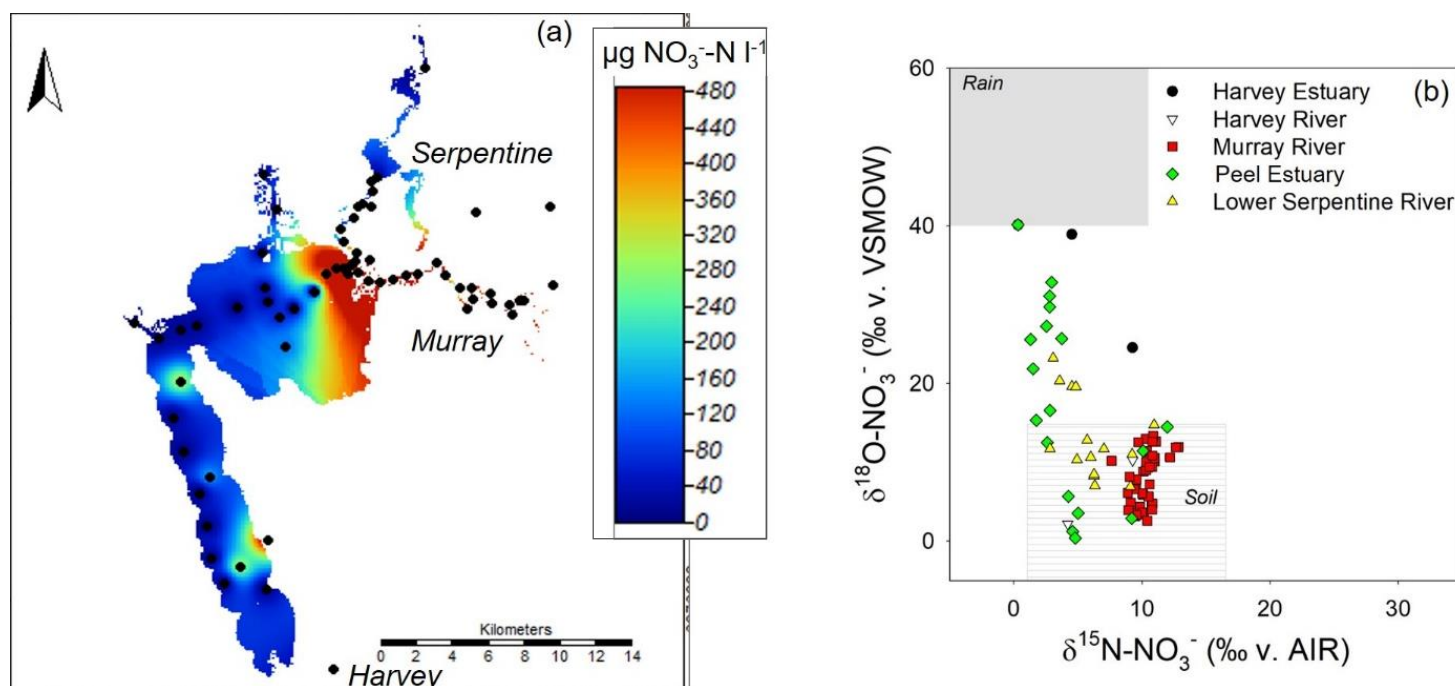 (a)
µg NO₃⁻-N l⁻¹
480
440
400
360
320
280
240
200
160
120
80
40
0
Serpentine
Murray
Kilometers
0 2 4 6 8 10 12 14
Harvey
(b)
60
40
20
0
δ¹⁸O-NO₃⁻ (‰ v. VSMOW)
Rain
Harvey Estuary
Harvey River
Murray River
Peel Estuary
Lower Serpentine River
Soil
0 10 20 30
δ¹⁵N-NO₃⁻ (‰ v. AIR)